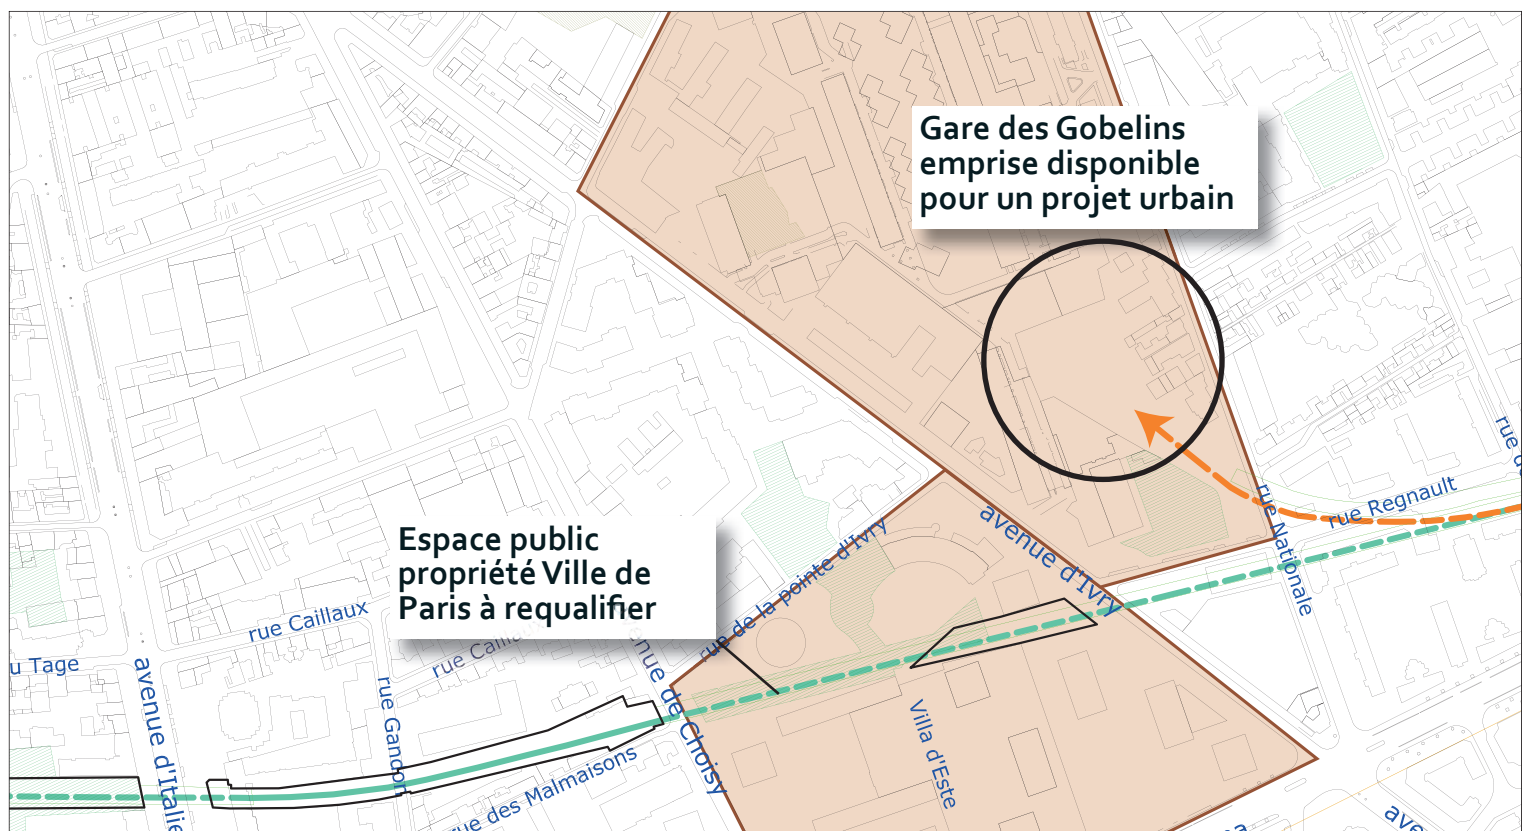 Gare des Gobelins
emprise disponible
pour un projet urbain
Espace public
propriété Ville de
Paris à requalifier
rue Regnault
rue Nationale
avenue d'Ivry
rue de la pointe d'Ivry
rue Caillaux
u Tage
avenue d'Italie
rue Gandon
avenue de Choisy
rue des Malmaisons
Villa d'Este